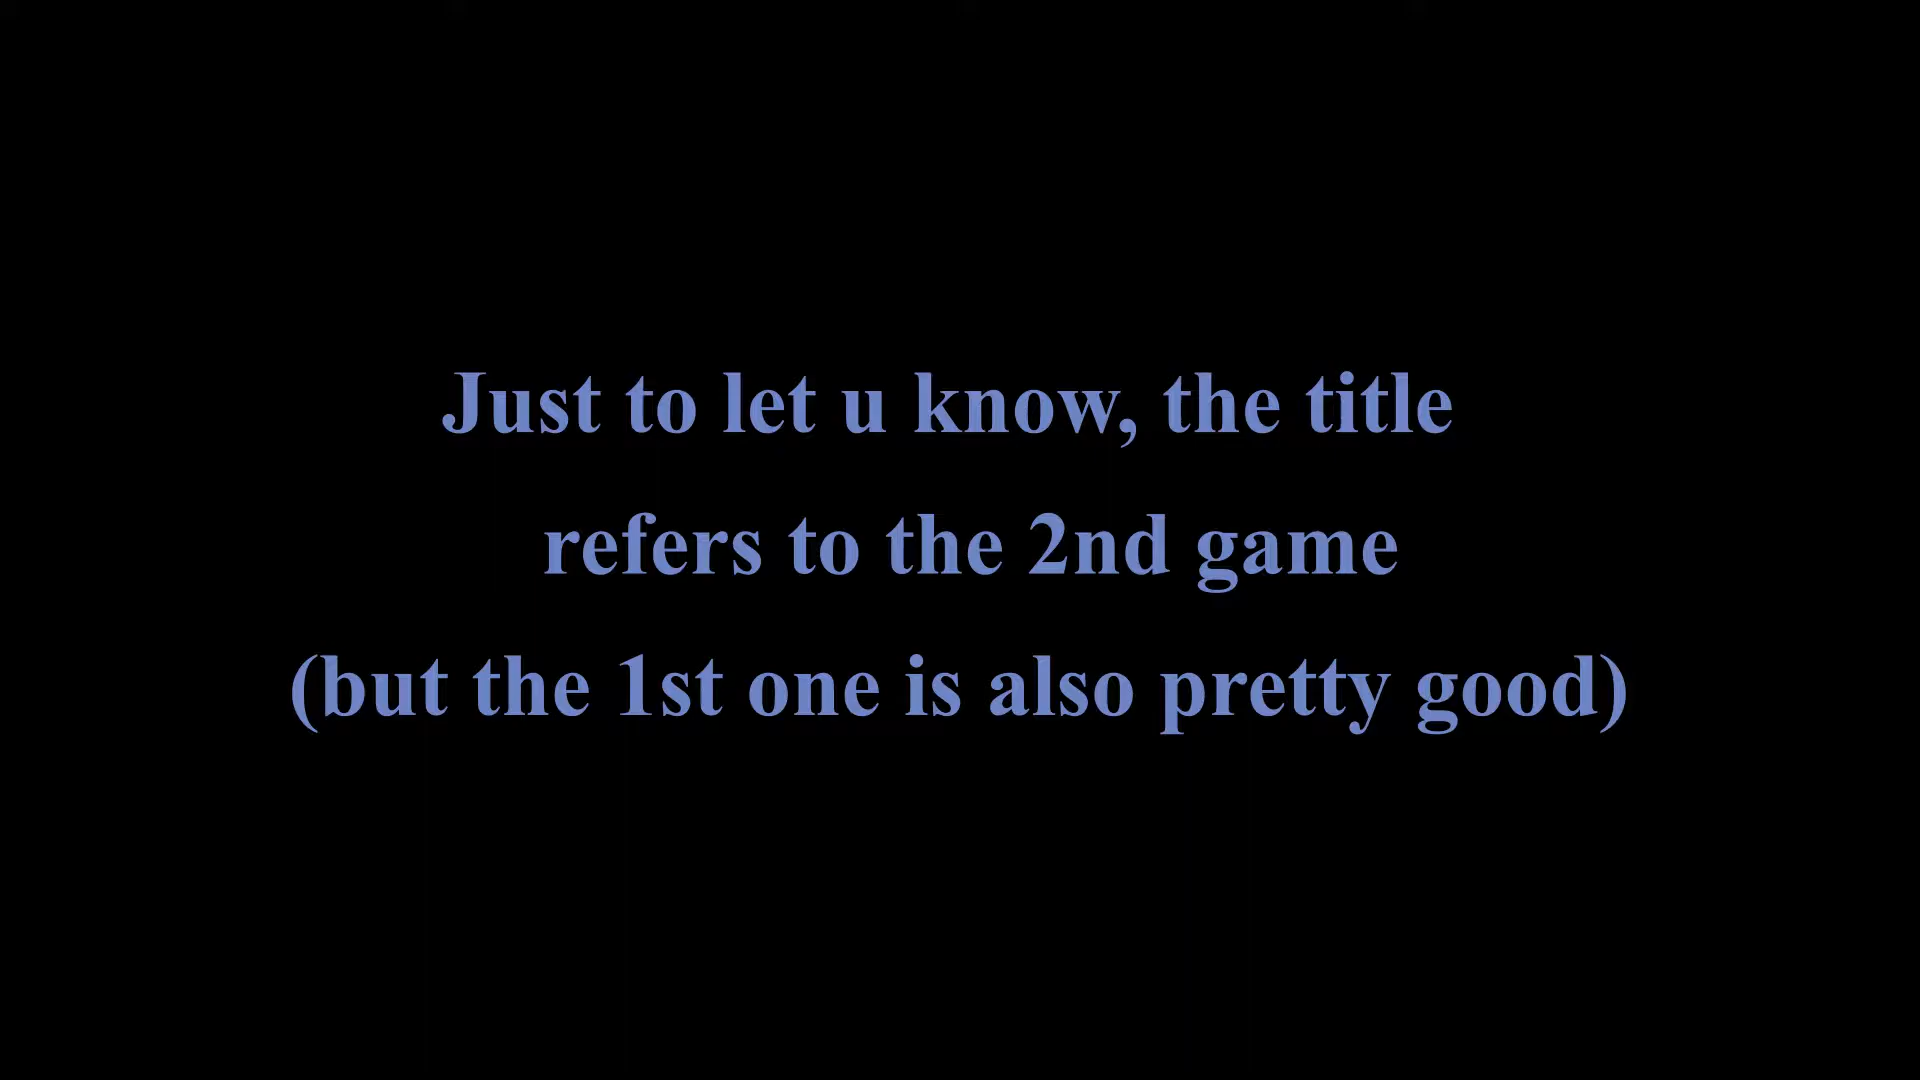 Just to let u know, the title
refers to the 2nd game
(but the 1st one is also pretty good)